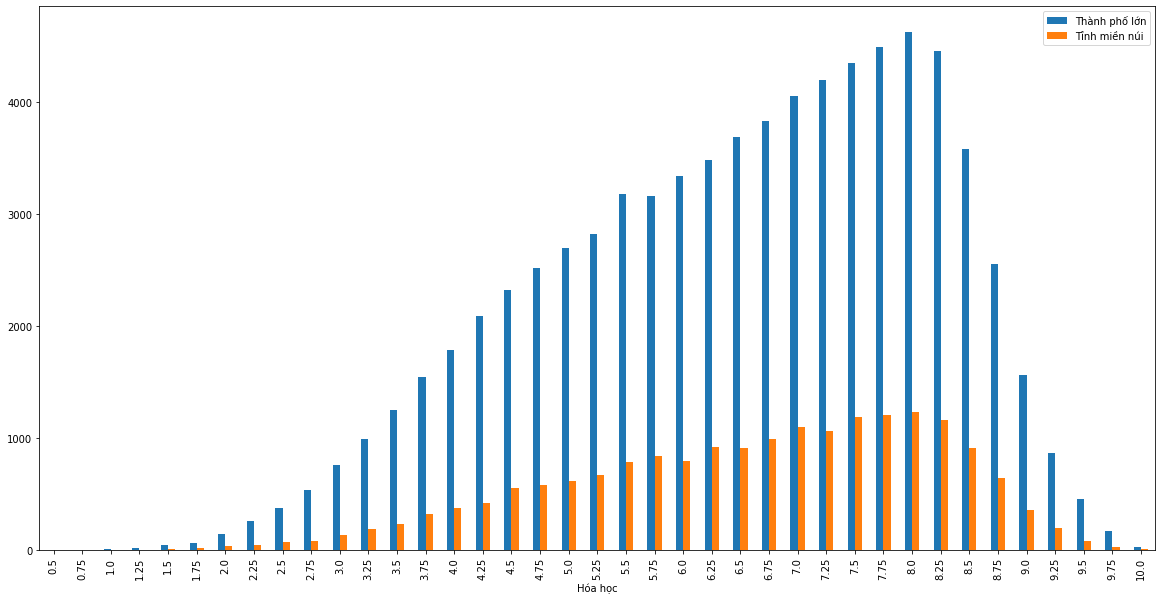 Thành phố lớn
Tỉnh miền núi
4000
3000
2000
1000
0
0.5 0.75 1.0 1.25 1.5 1.75 2.0 2.25 2.5 2.75 3.0 3.25 3.5 3.75 4.0 4.25 4.5 4.75 5.0 5.25 5.5 5.75 6.0 6.25 6.5 6.75 7.0 7.25 7.5 7.75 8.0 8.25 8.5 8.75 9.0 9.25 9.5 9.75 10.0
Hóa học